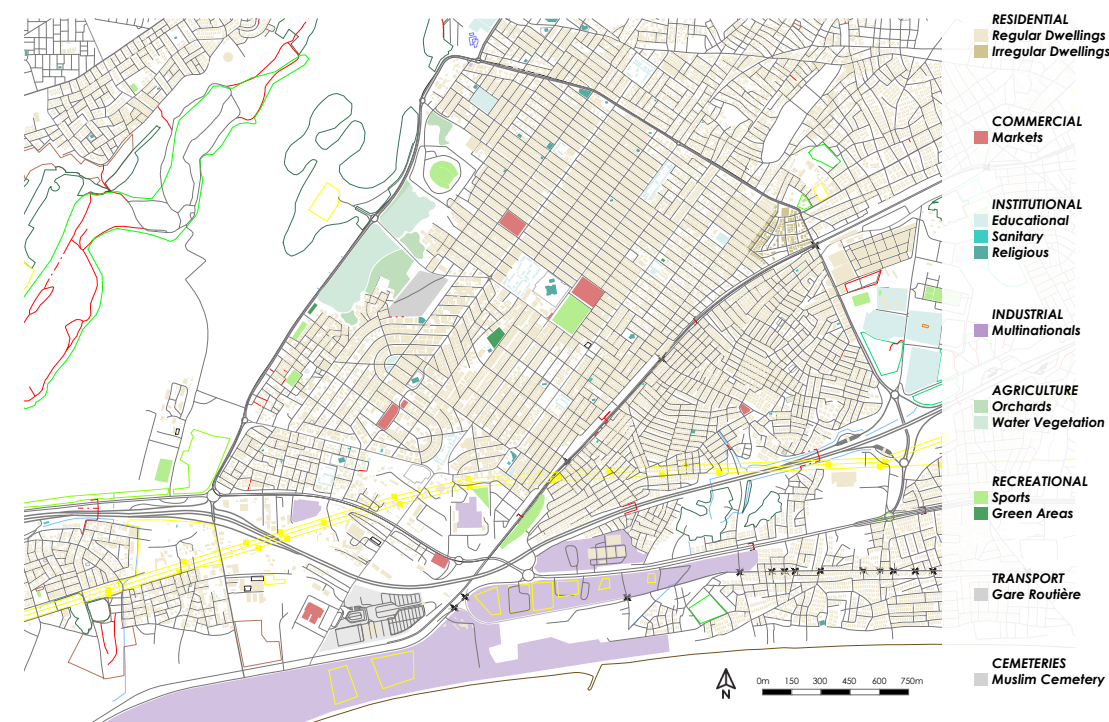 RESIDENTIAL
Regular Dwellings
Irregular Dwellings
COMMERCIAL
Markets
INSTITUTIONAL
Educational
Sanitary
Religious
INDUSTRIAL
Multinationals
AGRICULTURE
Orchards
Water Vegetation
RECREATIONAL
Sports
Green Areas
TRANSPORT
Gare Routière
CEMETERIES
Muslim Cemetery
N
0m 150 300 450 600 750m